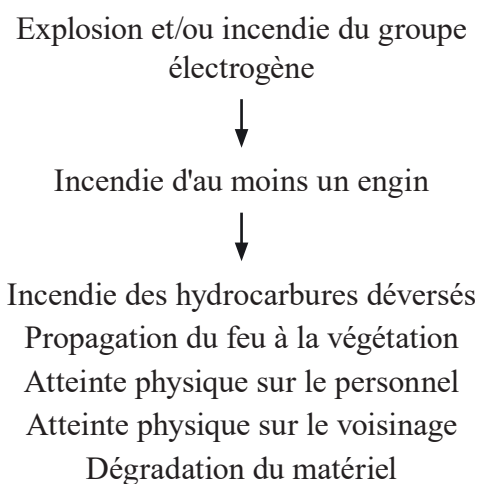 Explosion et/ou incendie du groupe
électrogène
Incendie d'au moins un engin
Incendie des hydrocarbures déversés
Propagation du feu à la végétation
Atteinte physique sur le personnel
Atteinte physique sur le voisinage
Dégradation du matériel